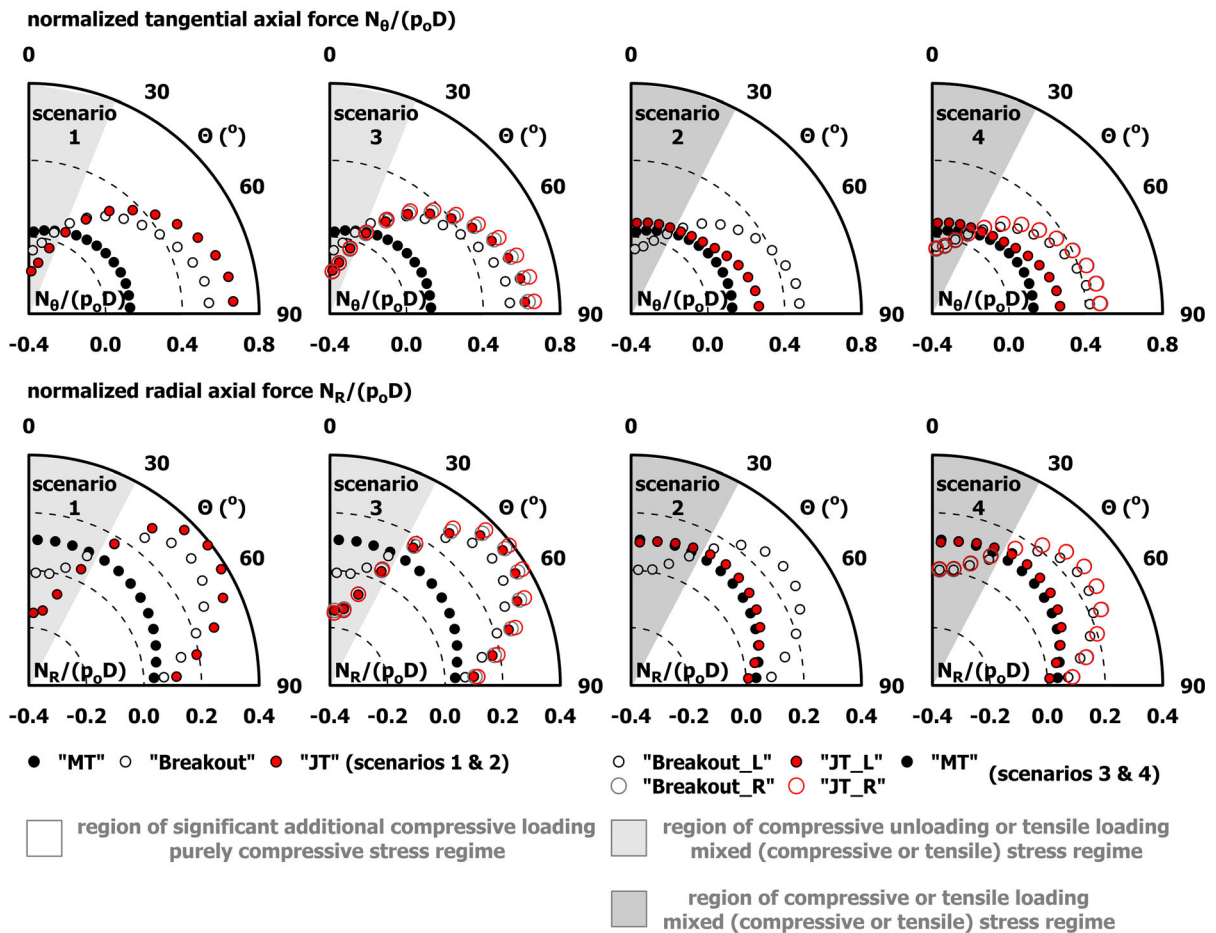 normalized tangential axial force Nθ/(poD)
0 0 0 0
scenario 1 30 Θ (o) 60
scenario 3 30 Θ (o) 60
scenario 2 30 Θ (o) 60
scenario 4 30 Θ (o) 60
Nθ/(poD) 90 Nθ/(poD) 90 Nθ/(poD) 90 Nθ/(poD) 90
-0.4 0.0 0.4 0.8 -0.4 0.0 0.4 0.8 -0.4 0.0 0.4 0.8 -0.4 0.0 0.4 0.8
normalized radial axial force NR/(poD)
0 0 0 0
scenario 1 30 Θ (o) 60
scenario 3 30 Θ (o) 60
scenario 2 30 Θ (o) 60
scenario 4 30 Θ (o) 60
NR/(poD) 90 NR/(poD) 90 NR/(poD) 90 NR/(poD) 90
-0.4 -0.2 0.0 0.2 0.4 -0.4 -0.2 0.0 0.2 0.4 -0.4 -0.2 0.0 0.2 0.4 -0.4 -0.2 0.0 0.2 0.4
"MT" "Breakout" "JT" (scenarios 1 & 2)
"Breakout_L" "JT_L" "MT" (scenarios 3 & 4)
"Breakout_R" "JT_R"
region of significant additional compressive loading
purely compressive stress regime
region of compressive unloading or tensile loading
mixed (compressive or tensile) stress regime
region of compressive or tensile loading
mixed (compressive or tensile) stress regime